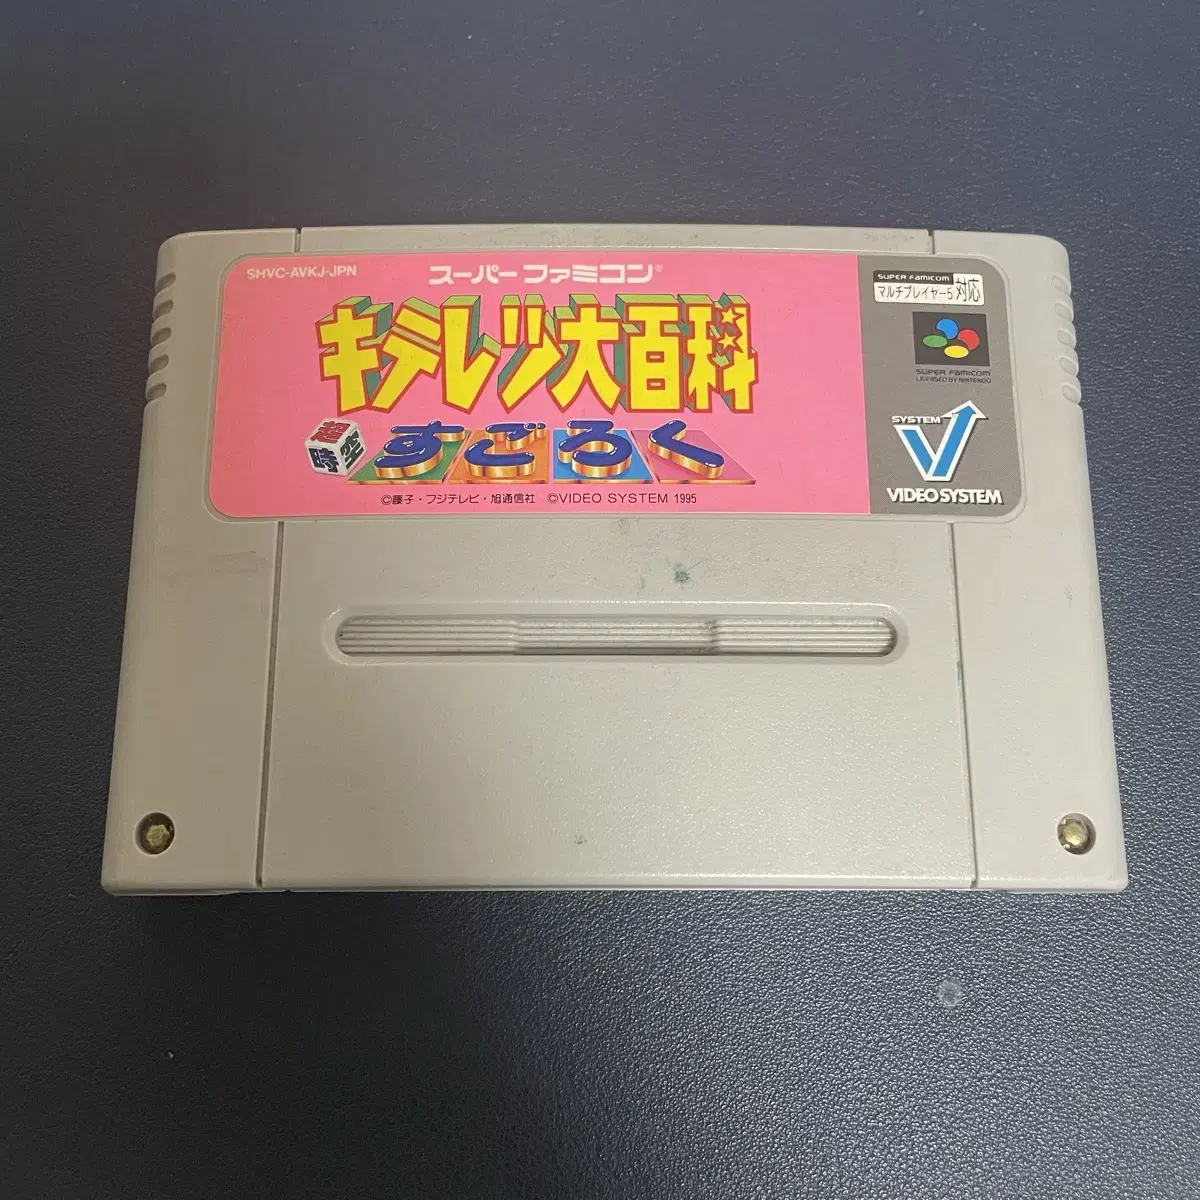 SHVC-AVKJ-JPN
スーパーファミコン®
キテレツ大百科
超時空
すごろく
©藤子・フジテレビ・旭通信社 ©VIDEO SYSTEM 1995
SUPER FAMICOM
マルチプレイヤー5対応
SUPER FAMICOM
LICENSED BY NINTENDO
SYSTEM
V
VIDEO SYSTEM